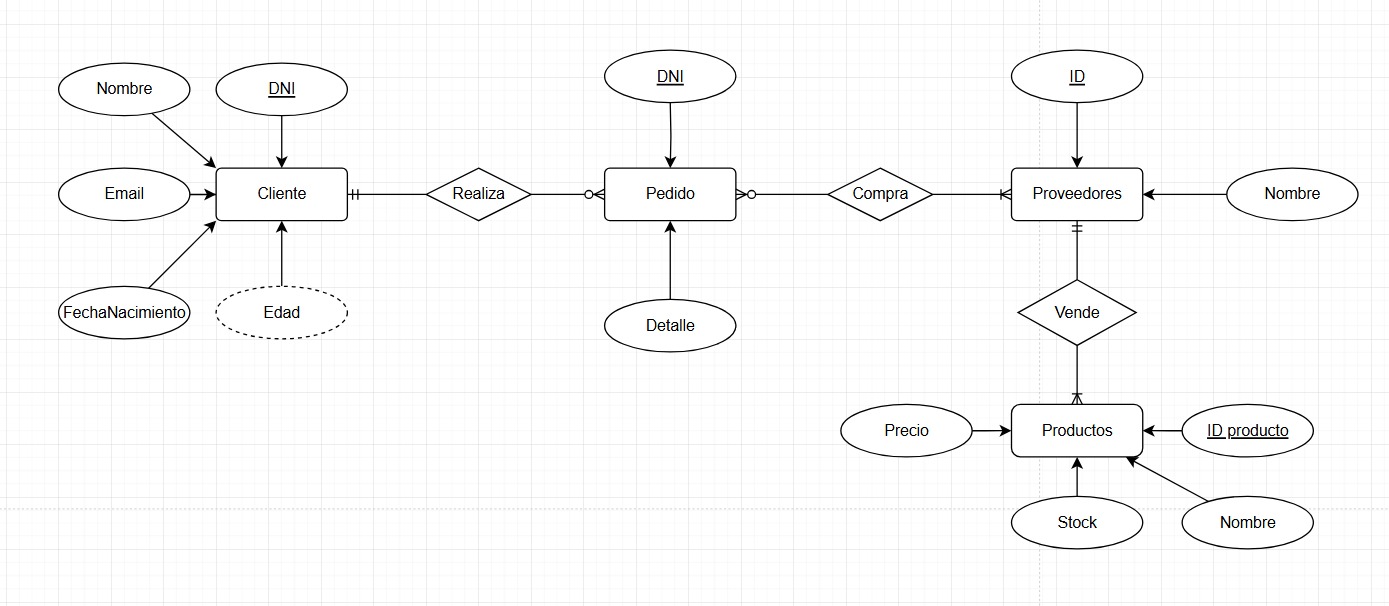 DNI
ID
Nombre
DNI
Email
Cliente
Realiza
Pedido
Compra
Proveedores
Nombre
FechaNacimiento
Edad
Detalle
Vende
Precio
Productos
ID producto
Stock
Nombre